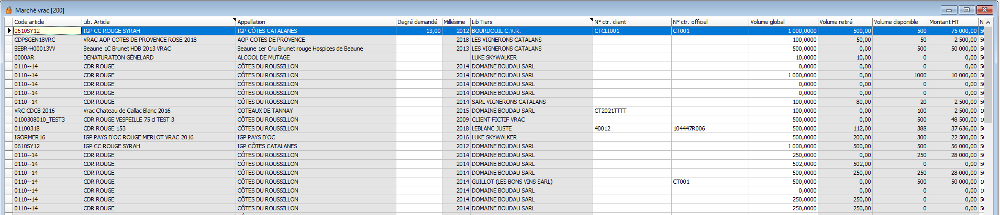 Marché vrac [200]
Code article Lib. Article Appellation Degré demandé Millésime Lib Tiers N° ctr. client N° ctr. officiel Volume global Volume retiré Volume disponible Montant HT N
0610SY12 IGP CC ROUGE SYRAH IGP CÔTES CATALANES 13,00 2012 BOURDOUIL C.V.R. CTCLI001 CT001 1 000,0000 500,00 500 75 000,00 50
CDPSGEN18VRC VRAC AOP COTES DE PROVENCE ROSE 2018 AOP COTES DE PROVENCE 2018 LES VIGNERONS CATALANS 100,0000 50,00 50 2 500,00 50
BEBR-H00013VV Beaune 1C Brunet HDB 2013 VRAC Beaune 1er Cru Brunet rouge Hospices de Beaune 2013 LES VIGNERONS CATALANS 500,0000 0,00 500 50 000,00 50
0000AR DENATURATION GÉNELARD ALCOOL DE MUTAGE LUKE SKYWALKER 10,0000 10,00 0 0,00 50
0110--14 CDR ROUGE CÔTES DU ROUSSILLON 2014 DOMAINE BOUDAU SARL 0,0000 0,00 0 0,00 50
0110--14 CDR ROUGE CÔTES DU ROUSSILLON 2014 DOMAINE BOUDAU SARL 1 000,0000 0,00 1000 10 000,00 50
0110--14 CDR ROUGE CÔTES DU ROUSSILLON 2014 DOMAINE BOUDAU SARL 0,0000 0,00 0 0,00 50
0110--14 CDR ROUGE CÔTES DU ROUSSILLON 2014 DOMAINE BOUDAU SARL 0,0000 0,00 0 0,00 50
0110--14 CDR ROUGE CÔTES DU ROUSSILLON 2014 SARL VIGNERONS CATALANS 100,0000 80,00 20 2 500,00 50
VRC CDCB 2016 Vrac Chateau de Callac Blanc 2016 COTEAUX DE TANNAY 2015 DOMAINE BOUDAU SARL CT2021TTTT 100,0000 0,00 100 2 500,00 10
0100308010_TEST3 CDR ROUGE VESPEILLE 75 cl TEST 3 CÔTES DU ROUSSILLON 2009 CLIENT FICTIF VRAC 500,0000 0,00 500 48 500,00 10
01100318 CDR ROUGE 153 CÔTES DU ROUSSILLON 2018 LEBLANC JUSTE 40012 104447R006 500,0000 112,00 388 37 636,00 10
IGORMER16 IGP PAYS D'OC ROUGE MERLOT VRAC 2016 IGP PAYS D'OC 2016 LUKE SKYWALKER 500,0000 200,00 300 22 500,00 10
0610SY12 IGP CC ROUGE SYRAH IGP CÔTES CATALANES 2012 DOMAINE BOUDAU SARL 1 000,0000 500,00 500 56 000,00 50
0110--14 CDR ROUGE CÔTES DU ROUSSILLON 2014 DOMAINE BOUDAU SARL 250,0000 0,00 250 28 000,00 50
0110--14 CDR ROUGE CÔTES DU ROUSSILLON 2014 DOMAINE BOUDAU SARL 502,0000 502,00 0 0,00 50
0110--14 CDR ROUGE CÔTES DU ROUSSILLON 2014 DOMAINE BOUDAU SARL 500,0000 250,00 250 28 000,00 50
0110--14 CDR ROUGE CÔTES DU ROUSSILLON 2014 GUILLOT (LES BONS VINS SARL) CT001 500,0000 0,00 500 50 000,00 10
0110--14 CDR ROUGE CÔTES DU ROUSSILLON 2014 DOMAINE BOUDAU SARL 0,0000 0,00 0 0,00 10
0110--14 CDR ROUGE CÔTES DU ROUSSILLON 2014 DOMAINE BOUDAU SARL 250,0000 250,00 0 0,00 50
0110--14 CDR ROUGE CÔTES DU ROUSSILLON 2014 DOMAINE BOUDAU SARL 250,0000 250,00 0 0,00 50